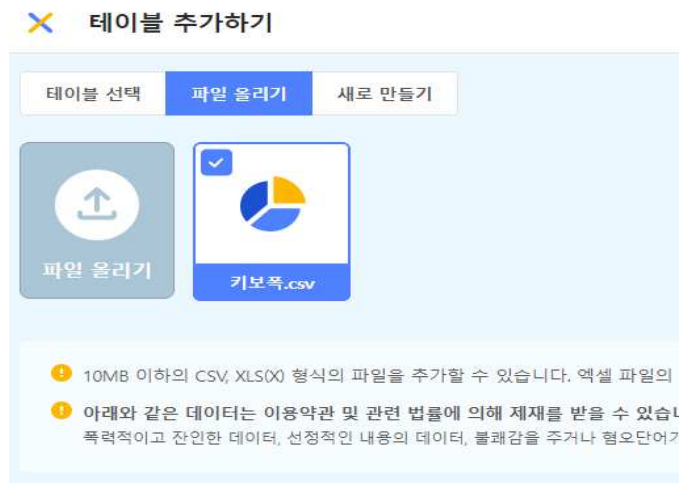 테이블 추가하기
테이블 선택 파일 올리기 새로 만들기
파일 올리기 키보폭.csv
10MB 이하의 CSV, XLS(X) 형식의 파일을 추가할 수 있습니다. 엑셀 파일의
아래와 같은 데이터는 이용약관 및 관련 법률에 의해 제재를 받을 수 있습니
폭력적이고 잔인한 데이터, 선정적인 내용의 데이터, 불쾌감을 주거나 혐오단어가